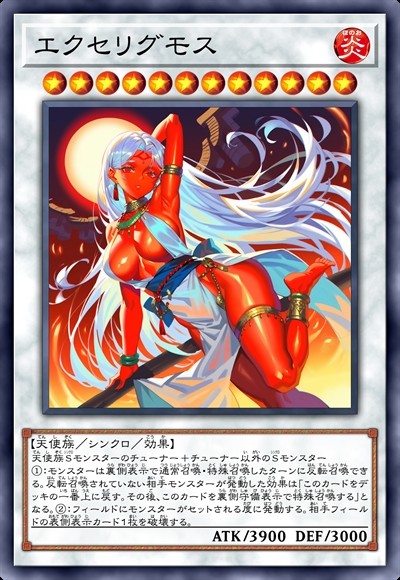 エクセリグモス
炎
【天使族／シンクロ／効果】
天使族Sモンスターのチューナー＋チューナー以外のSモンスター
①：モンスターは裏側表示で通常召喚・特殊召喚したターンに反転召喚でき
る。反転召喚されていない相手モンスターが発動した効果は「このカードをデ
ッキの一番上に戻す。その後、このカードを裏側守備表示で特殊召喚する」と
なる。②：フィールドにモンスターがセットされる度に発動する。相手フィー
ルドの表側表示カード1枚を破壊する。
ATK/3900 DEF/3000